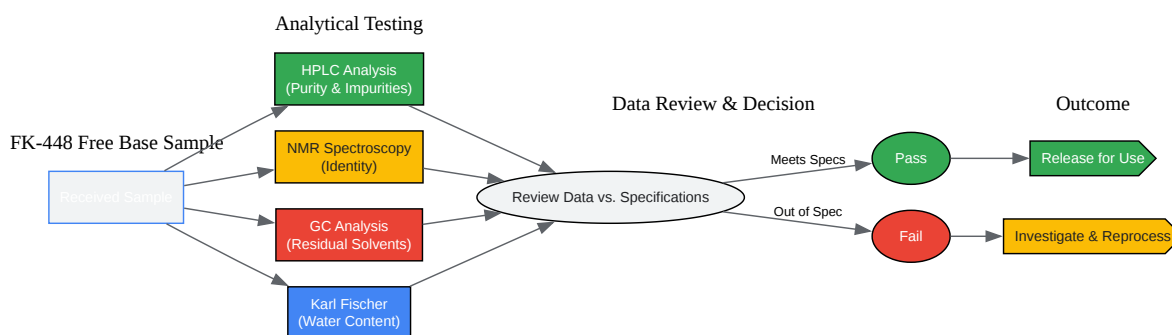 Analytical Testing
HPLC Analysis
(Purity & Impurities)
Data Review & Decision
Outcome
FK-448 Free Base Sample
NMR Spectroscopy
(Identity)
Meets Specs
Pass
Release for Use
Received Sample
Review Data vs. Specifications
GC Analysis
(Residual Solvents)
Out of Spec
Fail
Investigate & Reprocess
Karl Fischer
(Water Content)